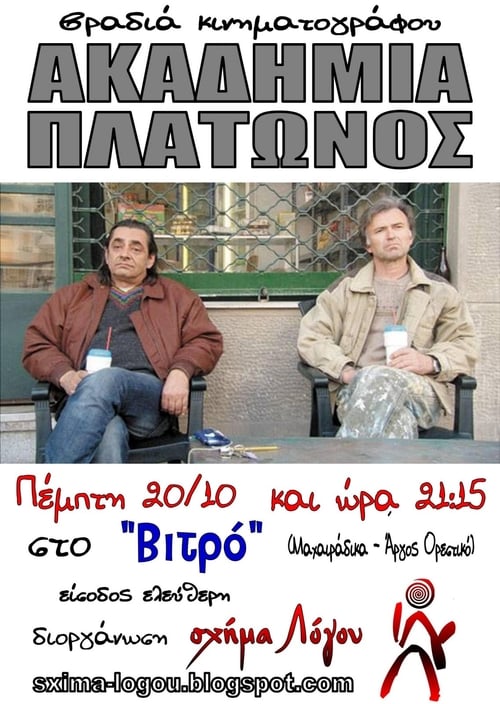 βραδιά κινηματογράφου
ΑΚΑΔΗΜΙΑ
ΠΛΑΤΩΝΟΣ
Πέμπτη 20/10 και ώρα 21:15
στο "Βιτρό" (Μαχαιράδικα - Άργος Ορεστικό)
είσοδος ελεύθερη
διοργάνωση σχήμα Λόγου
sxima-logou.blogspot.com